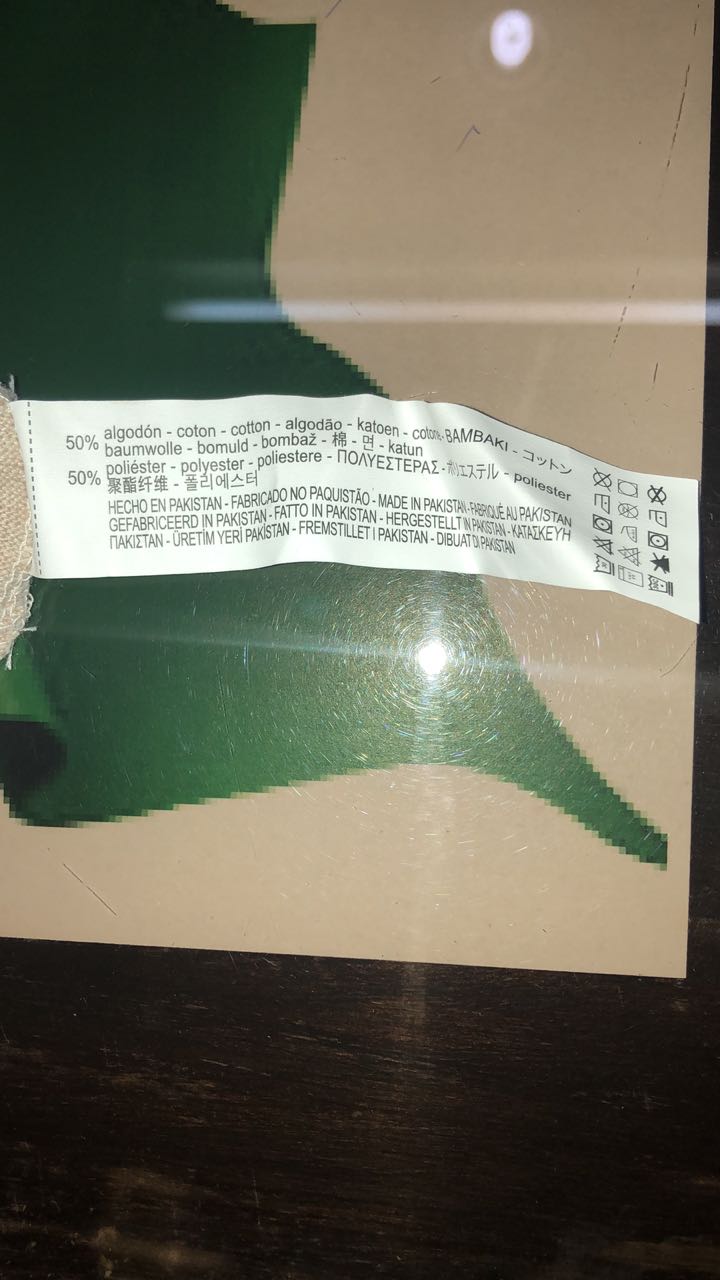 50% algodón - coton - cotton - algodão - katoen - cotone - BAMBAKI - コットン
baumwolle - bomuld - bombaž - 棉 - 면 - katun
50% poliéster - polyester - poliestere - ΠΟΛΥΕΣΤΕΡΑΣ - ポリエステル - poliester
聚酯纤维 - 폴리에스터
HECHO EN PAKISTAN - FABRICADO NO PAQUISTÃO - MADE IN PAKISTAN - FABRIQUÉ AU PAKISTAN
GEFABRICEERD IN PAKISTAN - FATTO IN PAKISTAN - HERGESTELLT IN PAKISTAN - ΚΑΤΑΣΚΕΥΗ
ΠΑΚΙΣΤΑΝ - ÜRETİM YERİ PAKİSTAN - FREMSTILLET I PAKISTAN - DIBUAT DI PAKISTAN